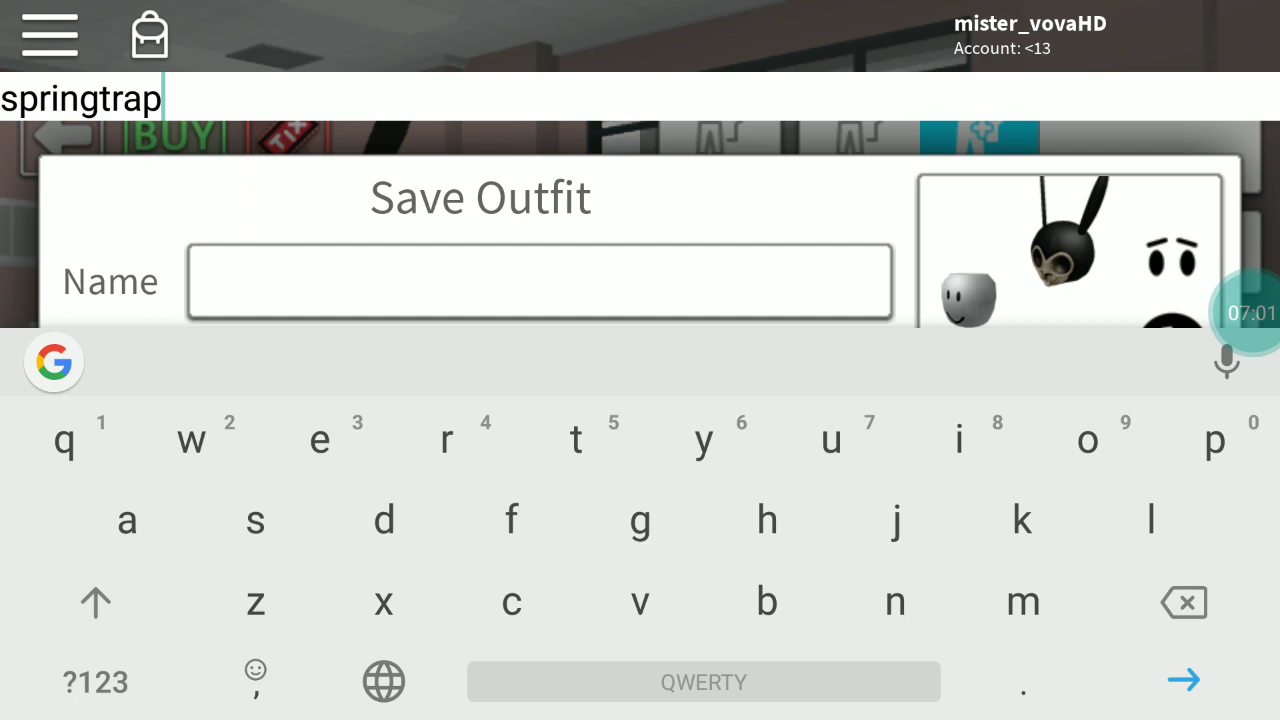 mister_vovaHD
Account: <13
springtrap
BUY
TIX
Save Outfit
Name
07:01
q 1 w 2 e 3 r 4 t 5 y 6 u 7 i 8 o 9 p 0
a s d f g h j k l
z x c v b n m
?123 , QWERTY .